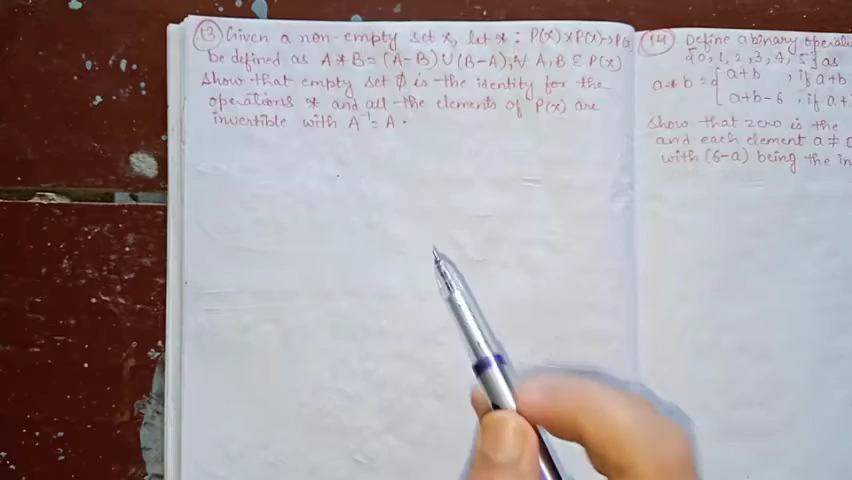 13 Given a non-empty set X, let * : P(X) x P(X) → P(
be defined as A * B = (A-B) ∪ (B-A), ∀ A, B ε P(X)
Show that empty set ϕ is the identity for the
operations * and all the elements of P(X) are
invertible with A⁻¹ = A .
14 Define a binary operati
{0, 1, 2, 3, 4, 5} as
a * b = { a+b , if a+b
a+b-6 , if a+
Show that zero is the
and each element a ≠ 0
with (6-a) being the in